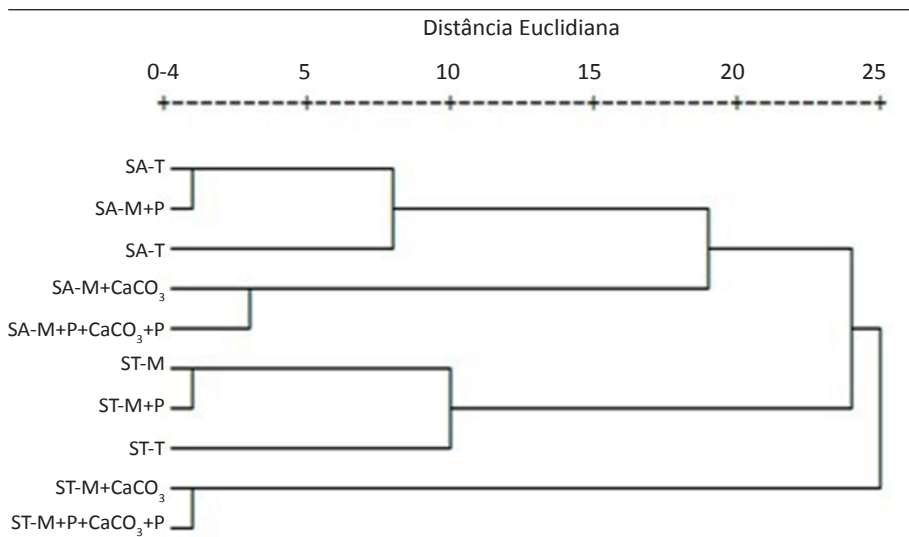 Distância Euclidiana
0-4 5 10 15 20 25
SA-T
SA-M+P
SA-T
SA-M+CaCO₃
SA-M+P+CaCO₃+P
ST-M
ST-M+P
ST-T
ST-M+CaCO₃
ST-M+P+CaCO₃+P